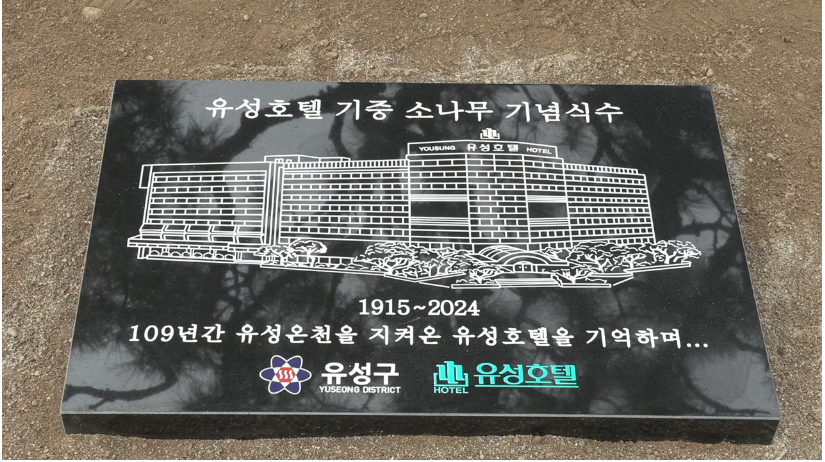 유성호텔 기증 소나무 기념식수
YOUSUNG 유성호텔 HOTEL
1915~2024
109년간 유성온천을 지켜온 유성호텔을 기억하며...
유성구
YUSEONG DISTRICT
HOTEL 유성호텔